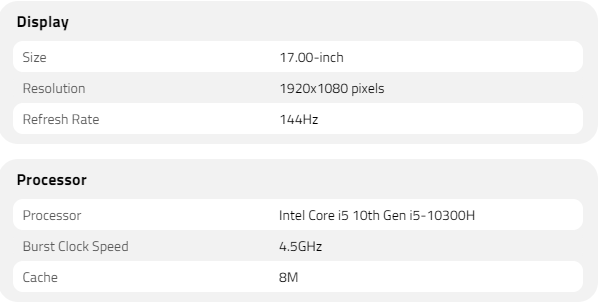 Display
Size 17.00-inch
Resolution 1920x1080 pixels
Refresh Rate 144Hz
Processor
Processor Intel Core i5 10th Gen i5-10300H
Burst Clock Speed 4.5GHz
Cache 8M